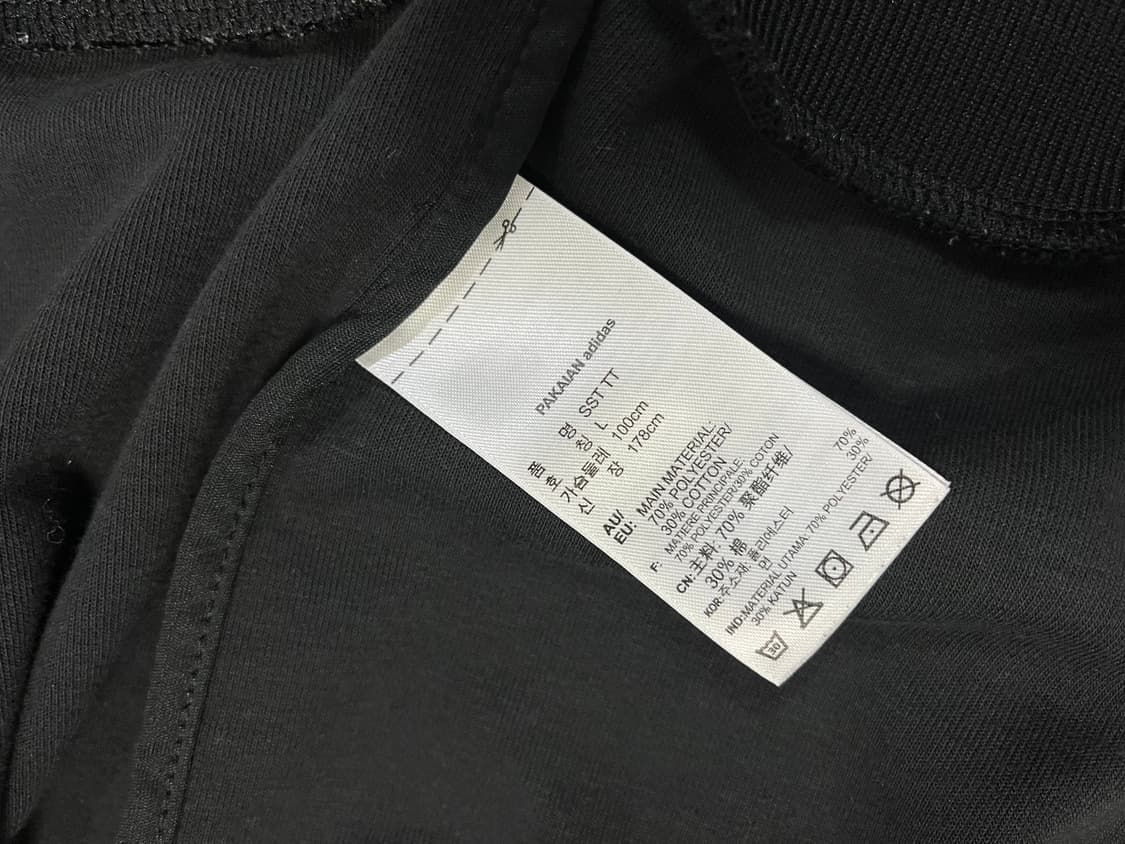 PAKAIAN adidas
품 명 SST TT
호 칭 L
가슴둘레 100cm
신 장 178cm
AU/
EU: MAIN MATERIAL:
70% POLYESTER/
30% COTTON
F: MATIERE PRINCIPALE:
70% POLYESTER/30% COTON
CN: 主料: 70% 聚酯纤维/
30% 棉
KOR: 주소재: 폴리에스터 70%
면 30%
IND: MATERIAL UTAMA: 70% POLYESTER/
30% KATUN
30